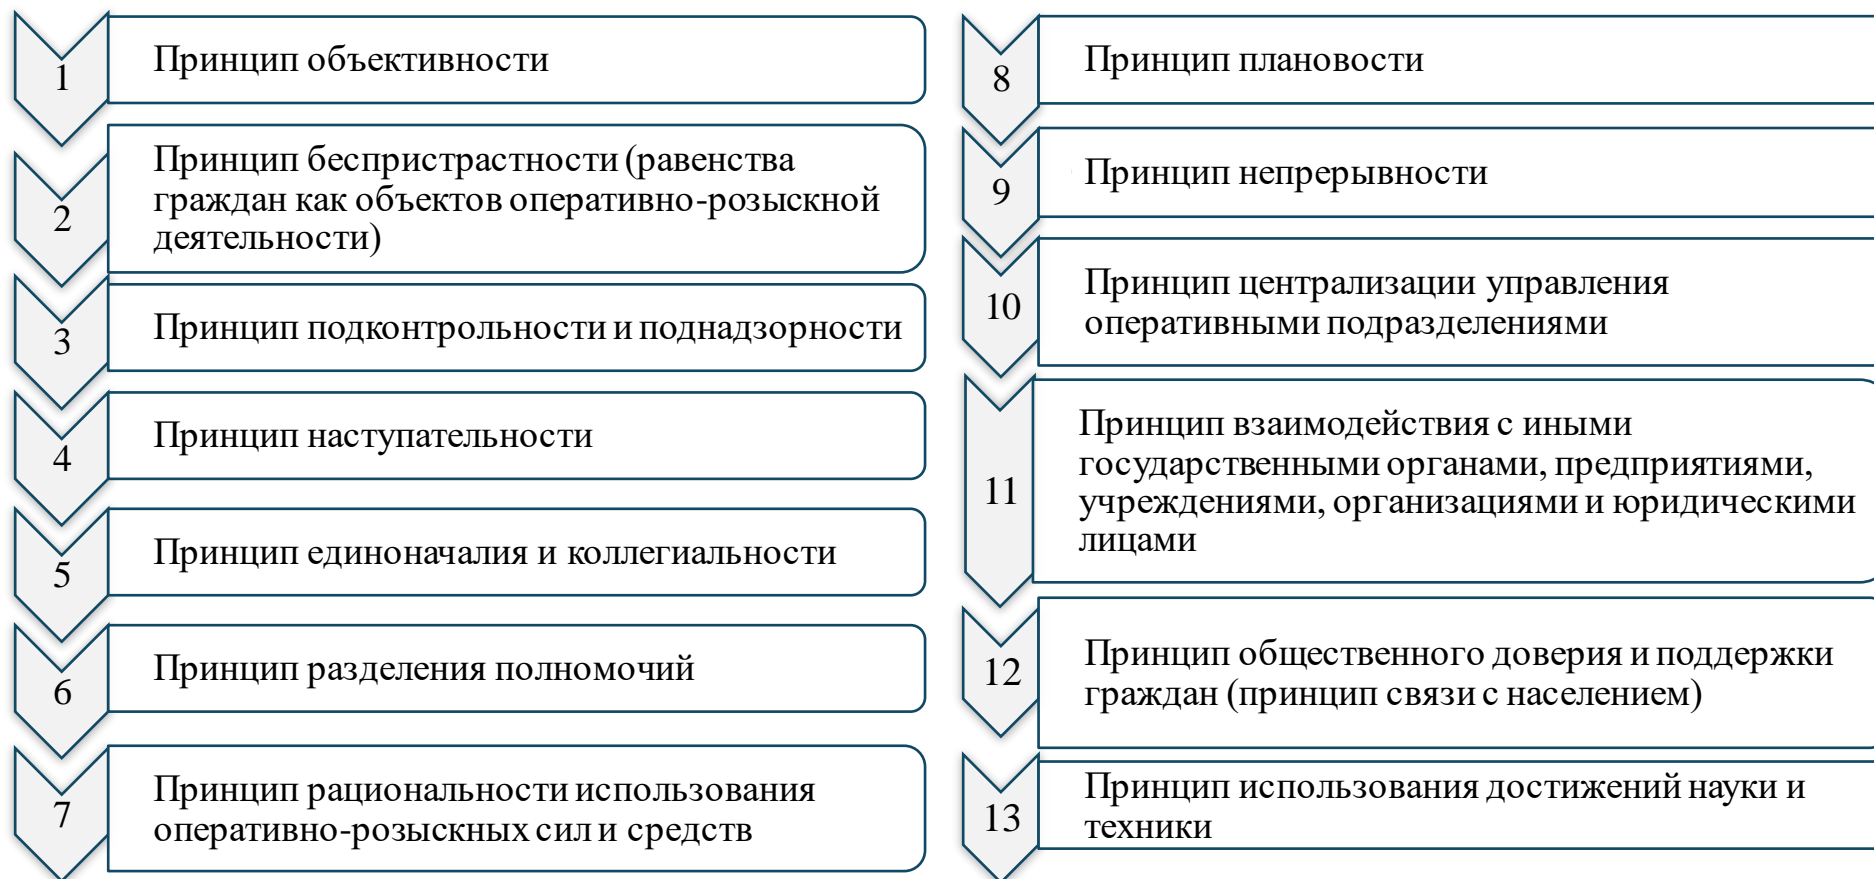 1
Принцип объективности
2
Принцип беспристрастности (равенства
граждан как объектов оперативно-розыскной
деятельности)
3
Принцип подконтрольности и поднадзорности
4
Принцип наступательности
5
Принцип единоначалия и коллегиальности
6
Принцип разделения полномочий
7
Принцип рациональности использования
оперативно-розыскных сил и средств
8
Принцип плановости
9
Принцип непрерывности
10
Принцип централизации управления
оперативными подразделениями
11
Принцип взаимодействия с иными
государственными органами, предприятиями,
учреждениями, организациями и юридическими
лицами
12
Принцип общественного доверия и поддержки
граждан (принцип связи с населением)
13
Принцип использования достижений науки и
техники